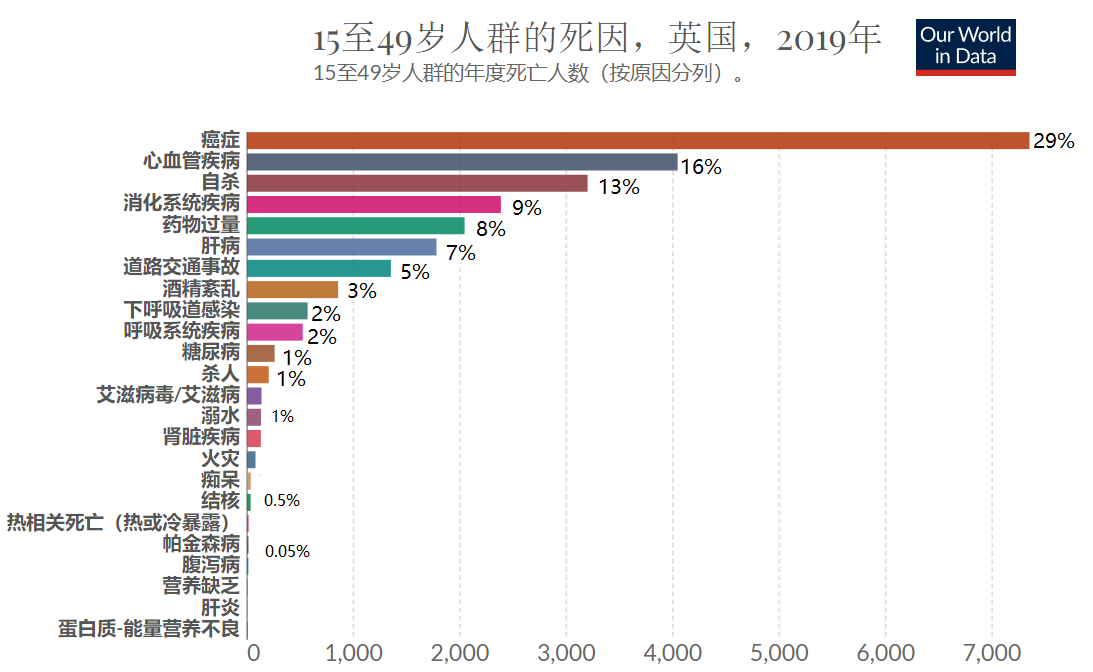 15至49岁人群的死因，英国，2019年
15至49岁人群的年度死亡人数（按原因分列）。
Our World
in Data
癌症 29%
心血管疾病 16%
自杀 13%
消化系统疾病 9%
药物过量 8%
肝病 7%
道路交通事故 5%
酒精紊乱 3%
下呼吸道感染 2%
呼吸系统疾病 2%
糖尿病 1%
杀人 1%
艾滋病毒/艾滋病
溺水 1%
肾脏疾病
火灾
痴呆
结核 0.5%
热相关死亡（热或冷暴露）
帕金森病 0.05%
腹泻病
营养缺乏
肝炎
蛋白质-能量营养不良
0 1,000 2,000 3,000 4,000 5,000 6,000 7,000